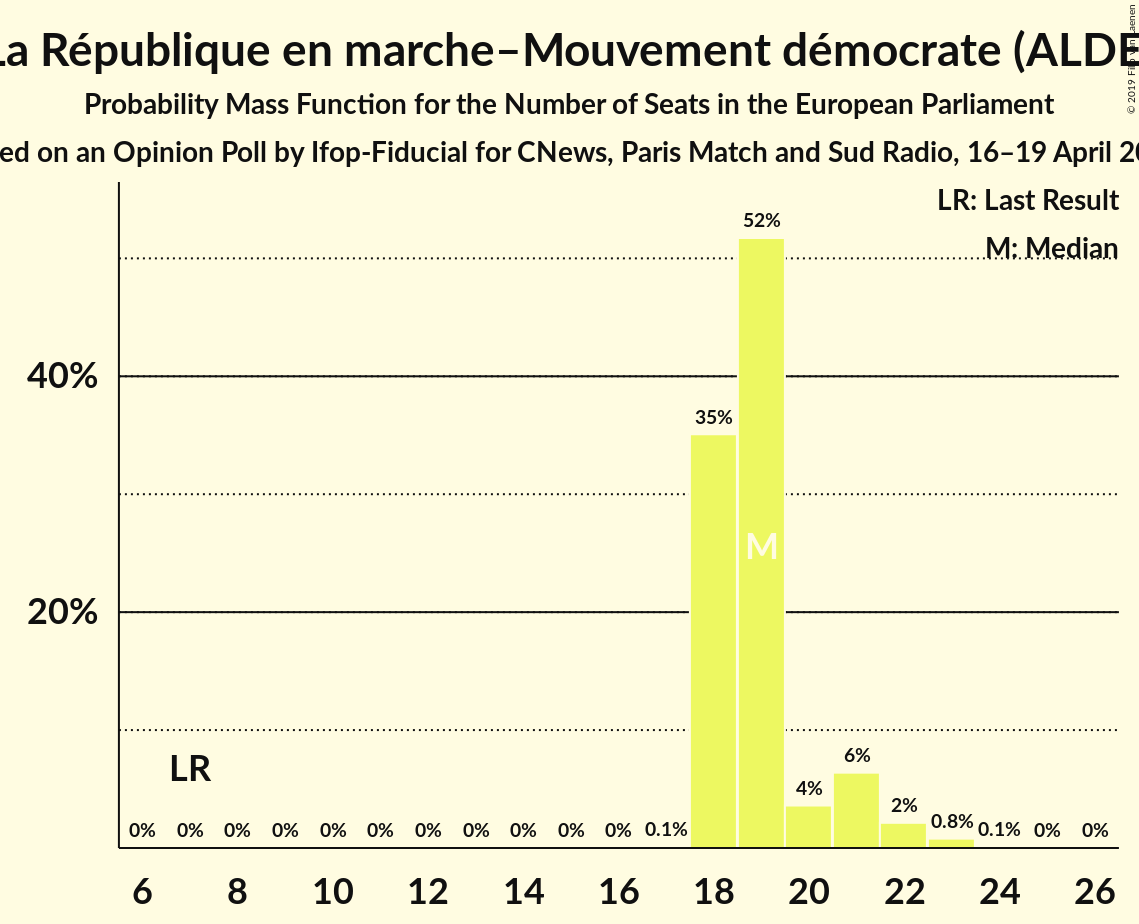 La République en marche–Mouvement démocrate (ALDE
Probability Mass Function for the Number of Seats in the European Parliament
ed on an Opinion Poll by Ifop-Fiducial for CNews, Paris Match and Sud Radio, 16–19 April 20
© 2019
LR: Last Result
M: Median
52%
40%
35%
M
20%
LR
6%
4%
2%
0% 0% 0% 0% 0% 0% 0% 0% 0% 0% 0% 0.1% 0.8% 0.1% 0% 0%
6 8 10 12 14 16 18 20 22 24 26